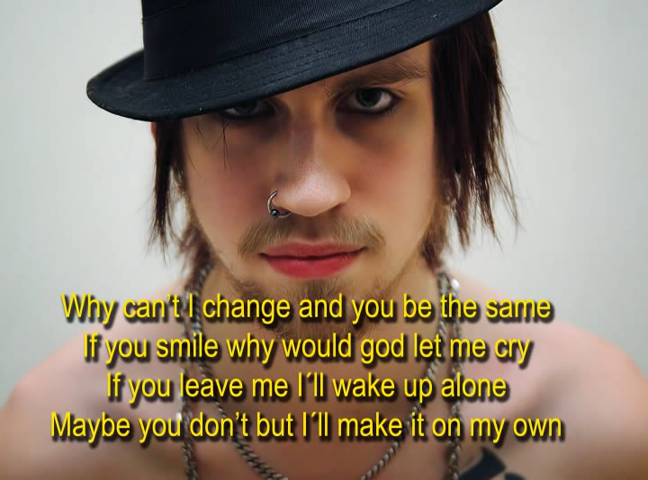 Why can't I change and you be the same
If you smile why would god let me cry
If you leave me I´ll wake up alone
Maybe you don't but I´ll make it on my own